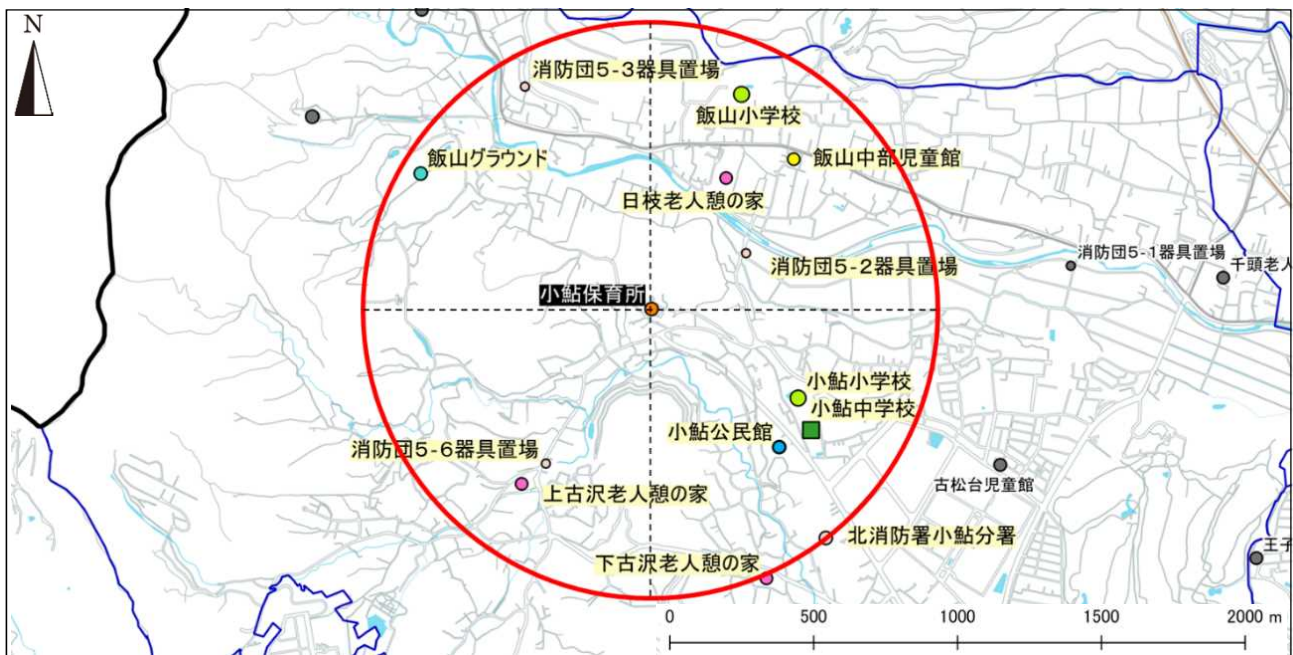 N
消防団5-3器具置場
飯山小学校
飯山グラウンド
飯山中部児童館
日枝老人憩の家
消防団5-2器具置場
消防団5-1器具置場
千頭老人
小鮎保育所
小鮎小学校
小鮎中学校
小鮎公民館
消防団5-6器具置場
上古沢老人憩の家
古松台児童館
北消防署小鮎分署
下古沢老人憩の家
王子
0 500 1000 1500 2000 m